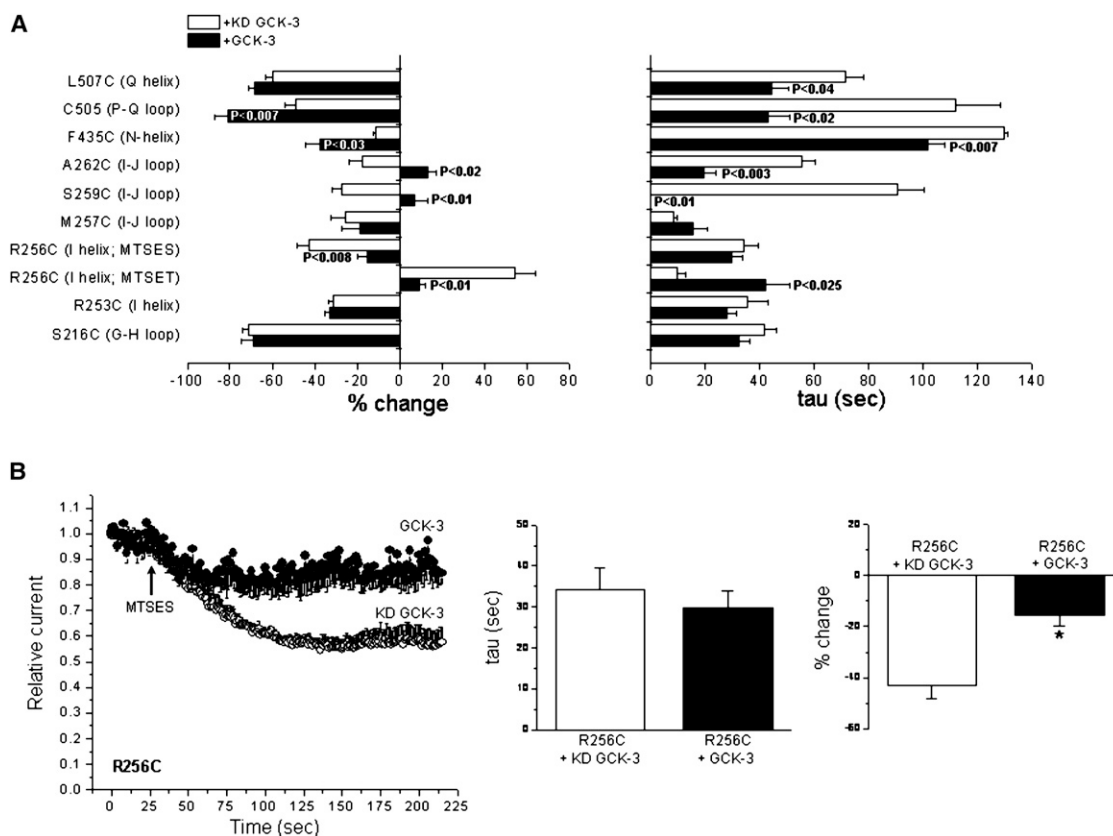 A
+KD GCK-3
+GCK-3
L507C (Q helix)
C505 (P-Q loop)
F435C (N-helix)
A262C (I-J loop)
S259C (I-J loop)
M257C (I-J loop)
R256C (I helix; MTSES)
R256C (I helix; MTSET)
R253C (I helix)
S216C (G-H loop)
P<0.007
P<0.03
P<0.02
P<0.01
P<0.008
P<0.01
-100 -80 -60 -40 -20 0 20 40 60 80
% change
P<0.04
P<0.02
P<0.007
P<0.003
P<0.01
P<0.025
0 20 40 60 80 100 120 140
tau (sec)
B
Relative current
1.1
1.0
0.9
0.8
0.7
0.6
0.5
0.4
0.3
0.2
0.1
0.0
GCK-3
MTSES
KD GCK-3
R256C
0 25 50 75 100 125 150 175 200 225
Time (sec)
tau (sec)
50
40
30
20
10
0
R256C
+ KD GCK-3
R256C
+ GCK-3
% change
20
0
-20
-40
-60
R256C
+ KD GCK-3
R256C
+ GCK-3
*